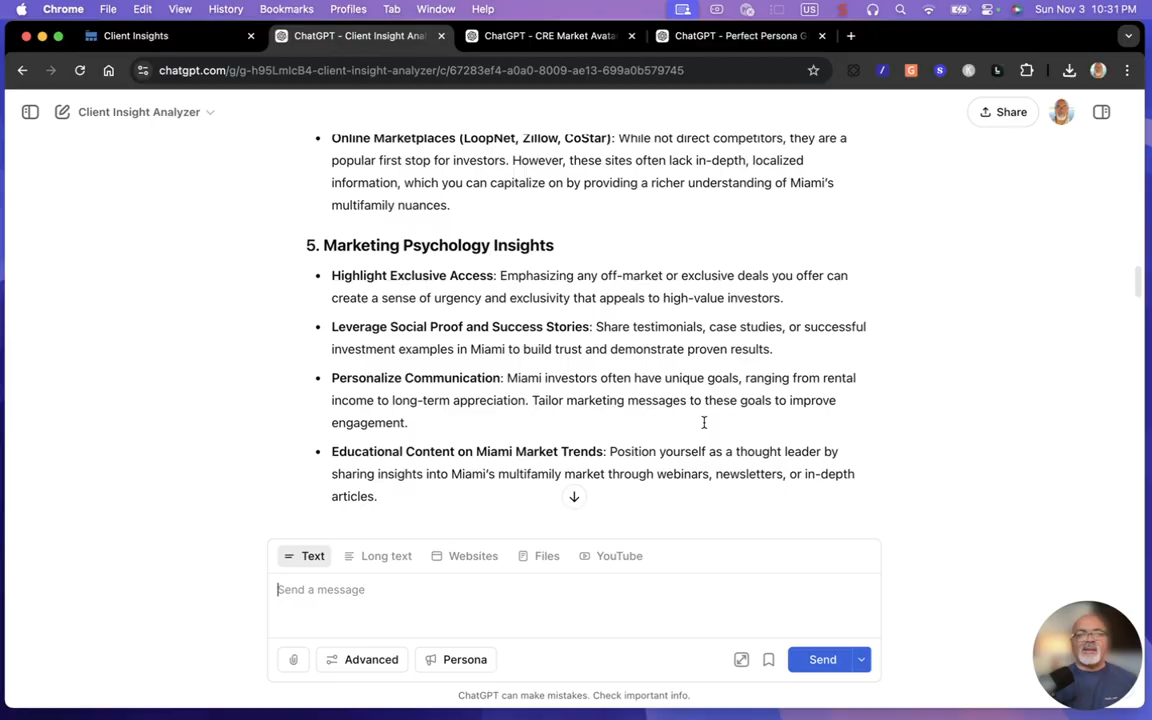 Chrome File Edit View History Bookmarks Profiles Tab Window Help US Sun Nov 3 10:31 PM
Client Insights ChatGPT - Client Insight Anal ChatGPT - CRE Market Avata ChatGPT - Perfect Persona G
chatgpt.com/g/g-h95LmlcB4-client-insight-analyzer/c/67283ef4-a0a0-8009-ae13-699a0b579745
Client Insight Analyzer Share
• Online Marketplaces (LoopNet, Zillow, CoStar): While not direct competitors, they are a
popular first stop for investors. However, these sites often lack in-depth, localized
information, which you can capitalize on by providing a richer understanding of Miami's
multifamily nuances.
5. Marketing Psychology Insights
• Highlight Exclusive Access: Emphasizing any off-market or exclusive deals you offer can
create a sense of urgency and exclusivity that appeals to high-value investors.
• Leverage Social Proof and Success Stories: Share testimonials, case studies, or successful
investment examples in Miami to build trust and demonstrate proven results.
• Personalize Communication: Miami investors often have unique goals, ranging from rental
income to long-term appreciation. Tailor marketing messages to these goals to improve
engagement.
• Educational Content on Miami Market Trends: Position yourself as a thought leader by
sharing insights into Miami's multifamily market through webinars, newsletters, or in-depth
articles.
Text Long text Websites Files YouTube
Send a message
Advanced Persona Send
ChatGPT can make mistakes. Check important info.